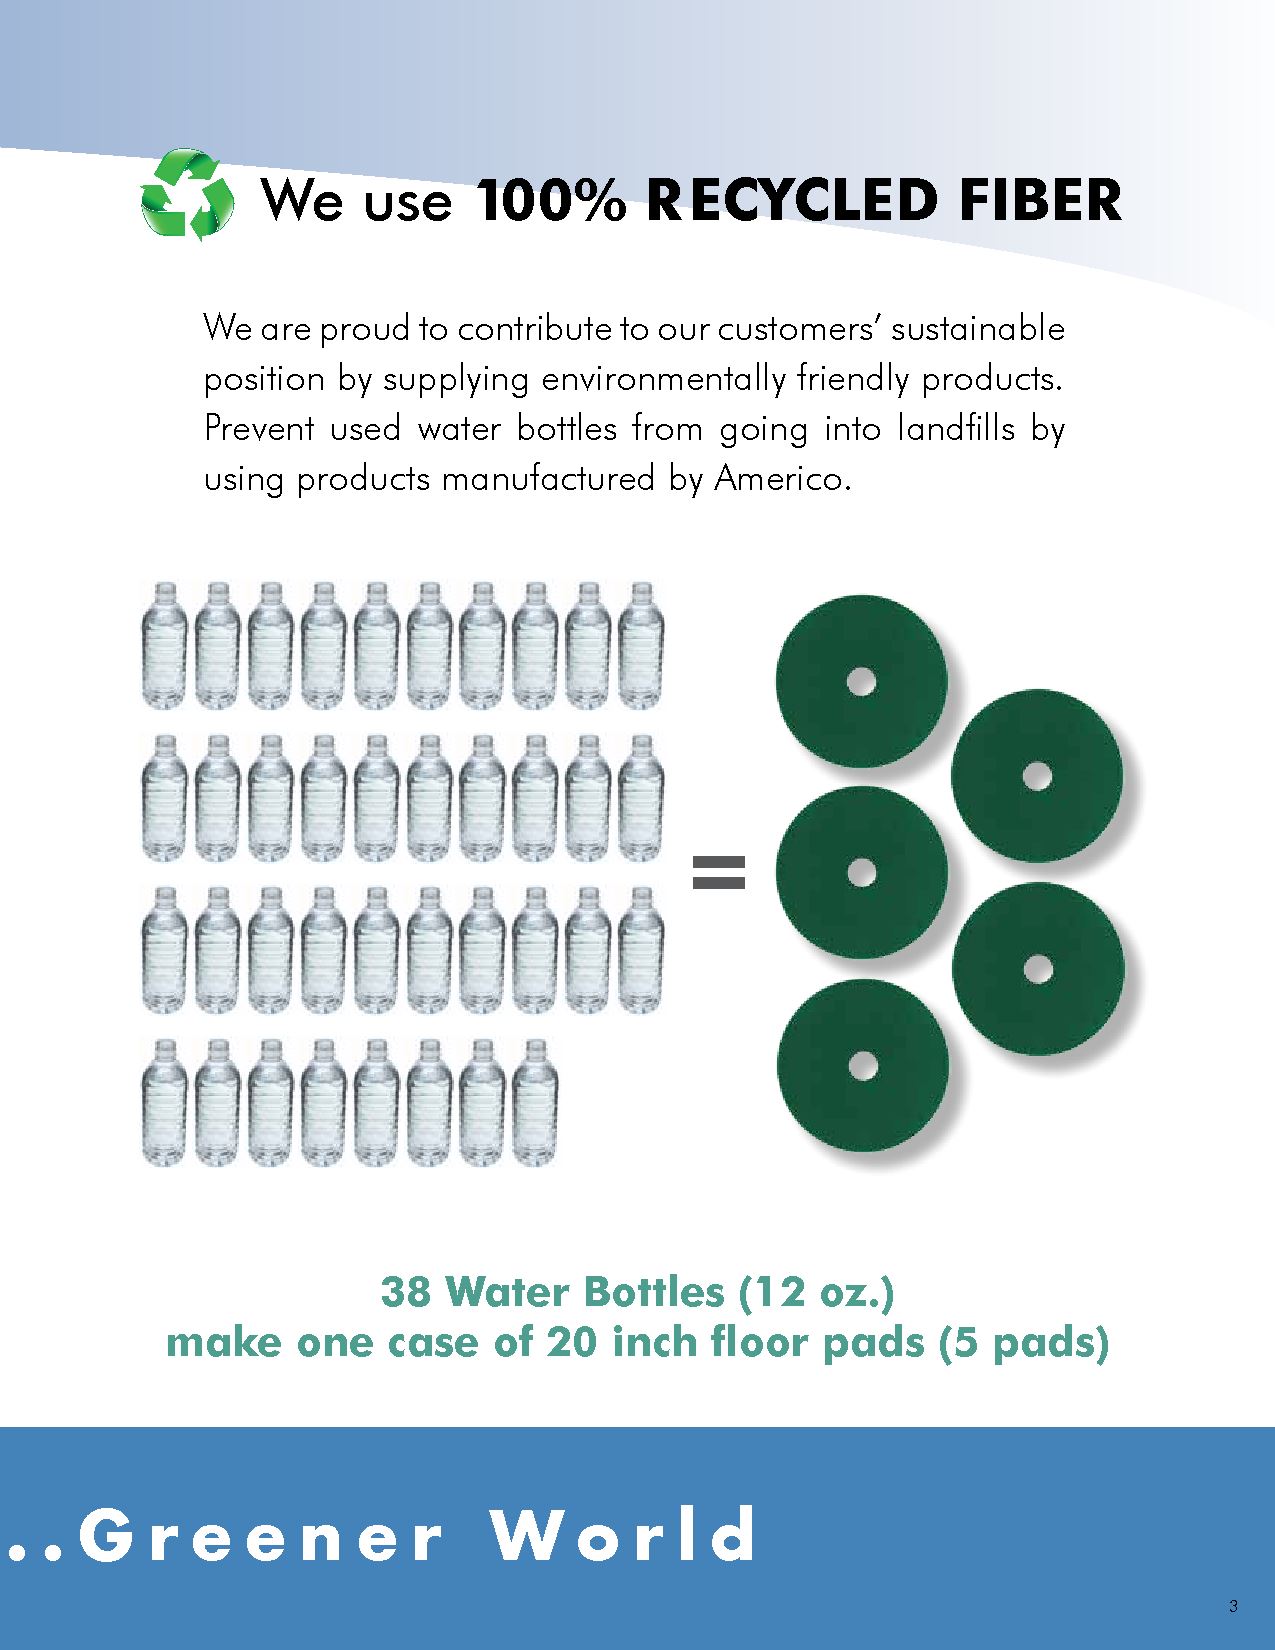 We use 100% RECYCLED FIBER
We are proud to contribute to our customers’ sustainable
position by supplying environmentally friendly products.
Prevent used water bottles from going into landfills by
using products manufactured by Americo.
=
38 Water Bottles (12 oz.)
make one case of 20 inch floor pads (5 pads)
..Greener World
3